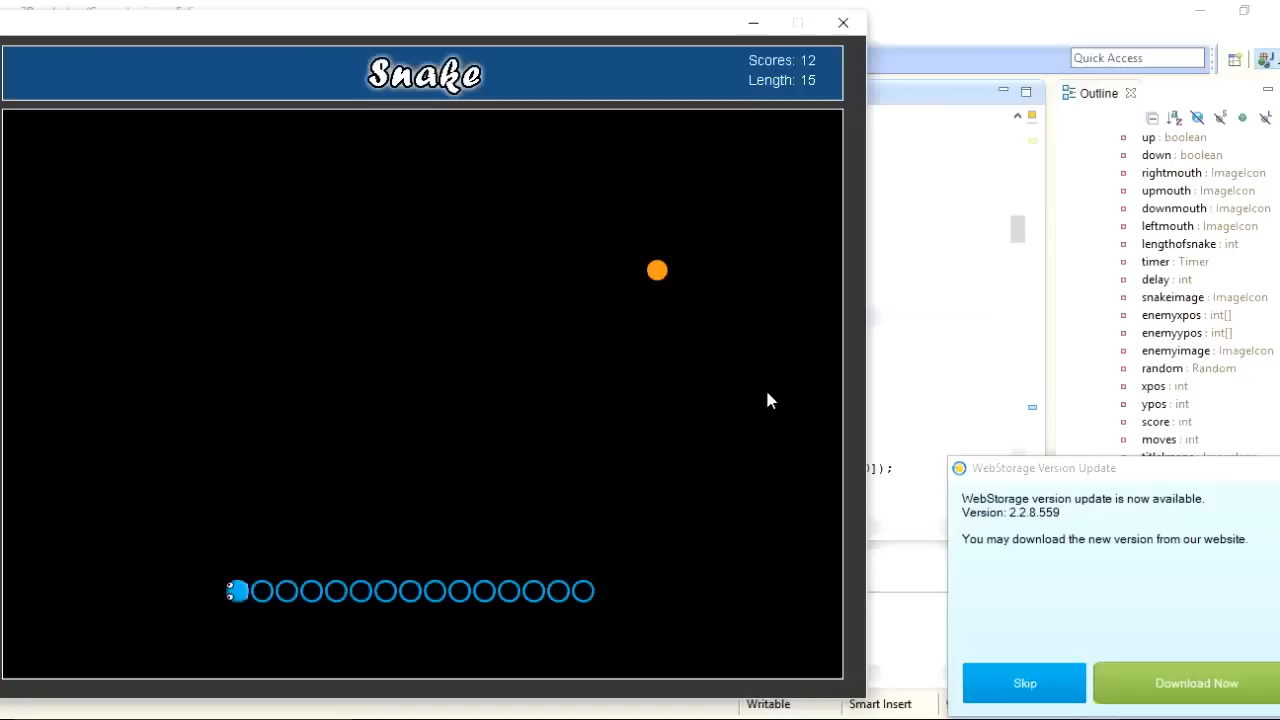 Snake
Scores: 12
Length: 15
Quick Access
Outline
up : boolean
down : boolean
rightmouth : ImageIcon
upmouth : ImageIcon
downmouth : ImageIcon
leftmouth : ImageIcon
lengthofsnake : int
timer : Timer
delay : int
snakeimage : ImageIcon
enemyxpos : int[]
enemyypos : int[]
enemyimage : ImageIcon
random : Random
xpos : int
ypos : int
score : int
moves : int
]);
WebStorage Version Update
WebStorage version update is now available.
Version: 2.2.8.559
You may download the new version from our website.
Skip
Download Now
Writable
Smart Insert